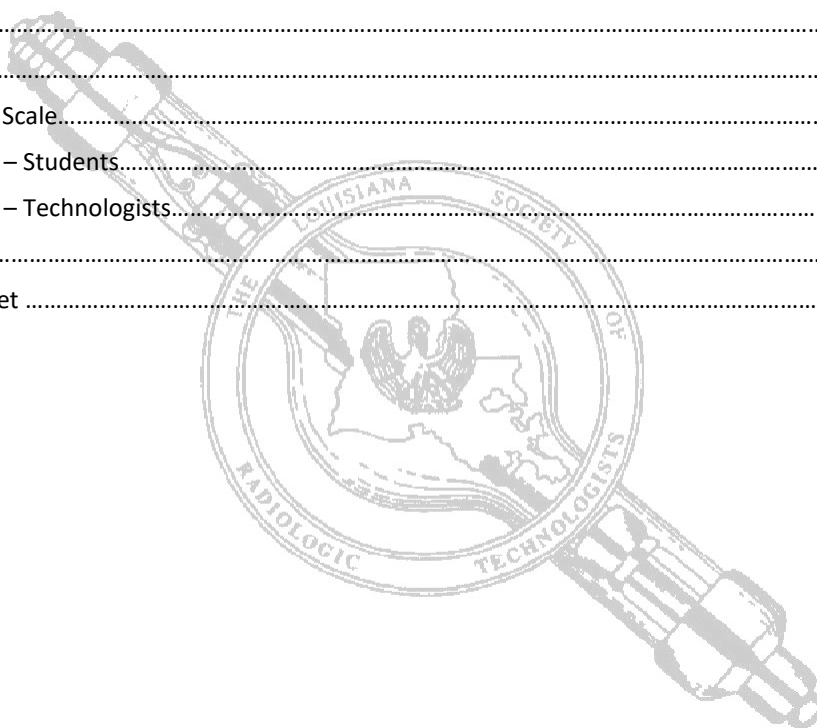 ……………………………………………………………………………………………………
……………………………………………………………………………………………………
Scale……………………………………………………………………………………………
– Students………………………………………………………………………………………
– Technologists…………………………………………………………………………………
……………………………………………………………………………………………………
et ………………………………………………………………………………………………
THE LOUISIANA SOCIETY OF
RADIOLOGIC TECHNOLOGISTS